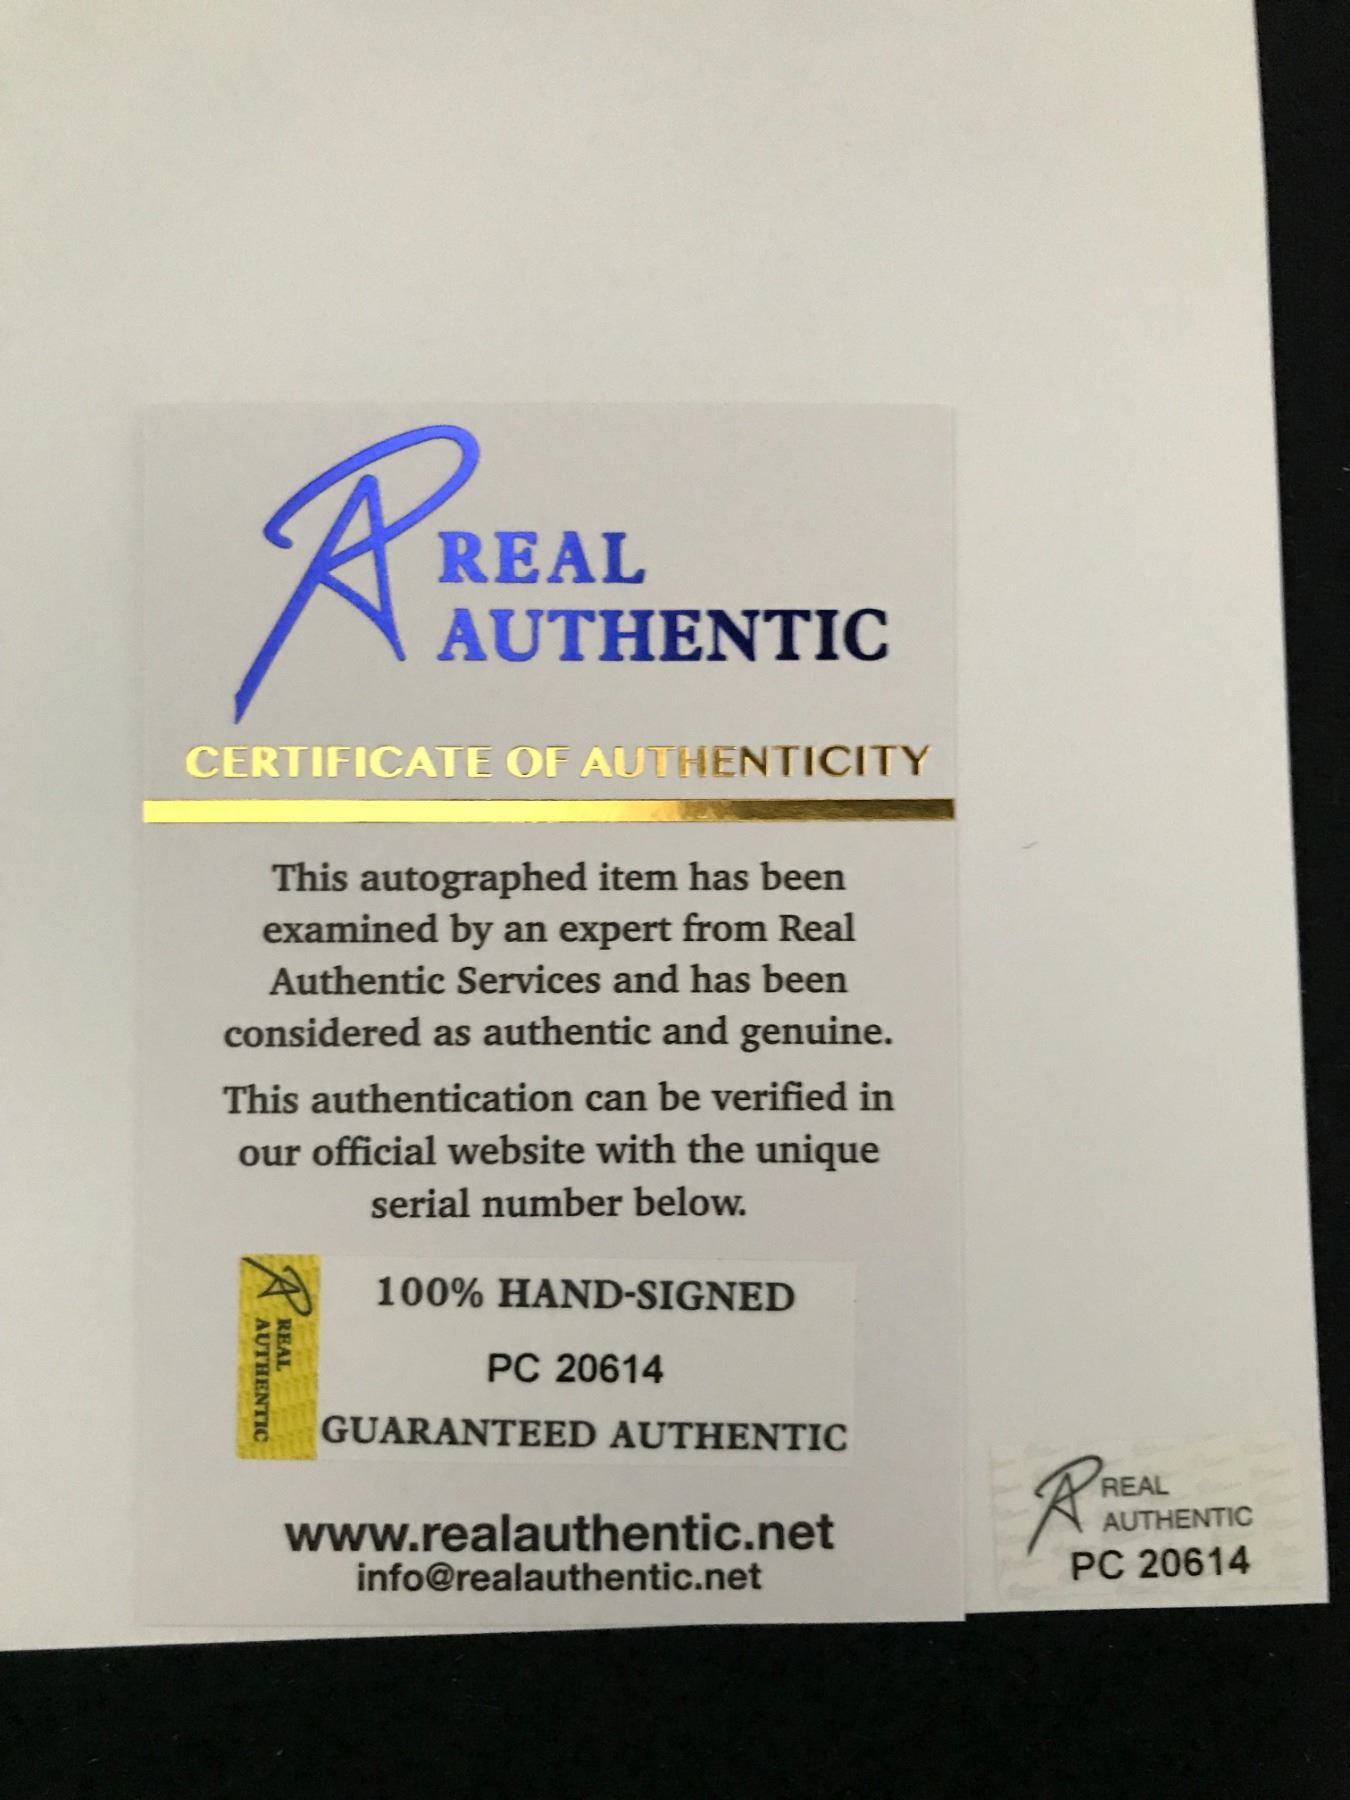 REAL
AUTHENTIC
CERTIFICATE OF AUTHENTICITY
This autographed item has been
examined by an expert from Real
Authentic Services and has been
considered as authentic and genuine.
This authentication can be verified in
our official website with the unique
serial number below.
REAL
AUTHENTIC
100% HAND-SIGNED
PC 20614
GUARANTEED AUTHENTIC
www.realauthentic.net
info@realauthentic.net
REAL
AUTHENTIC
PC 20614